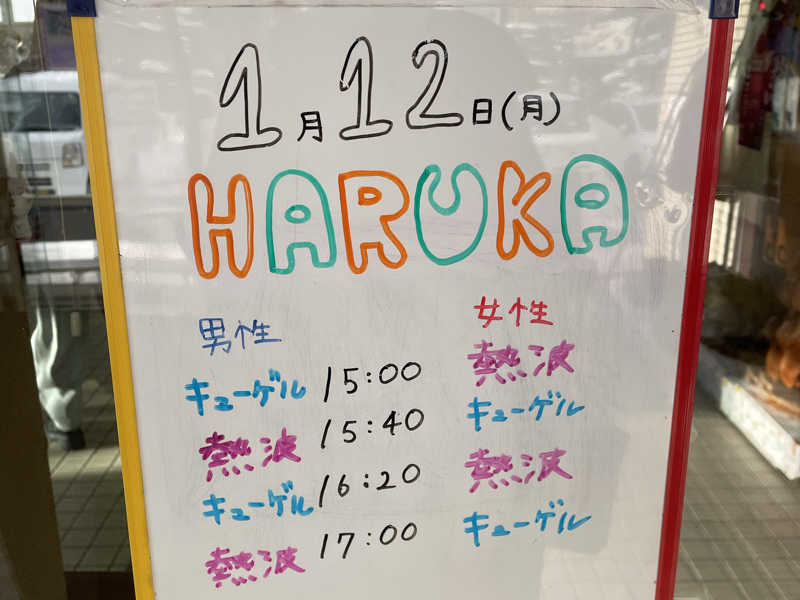 1月12日(月)
HARUKA
男性 女性
キューゲル 15:00 熱波
熱波 15:40 キューゲル
キューゲル 16:20 熱波
熱波 17:00 キューゲル